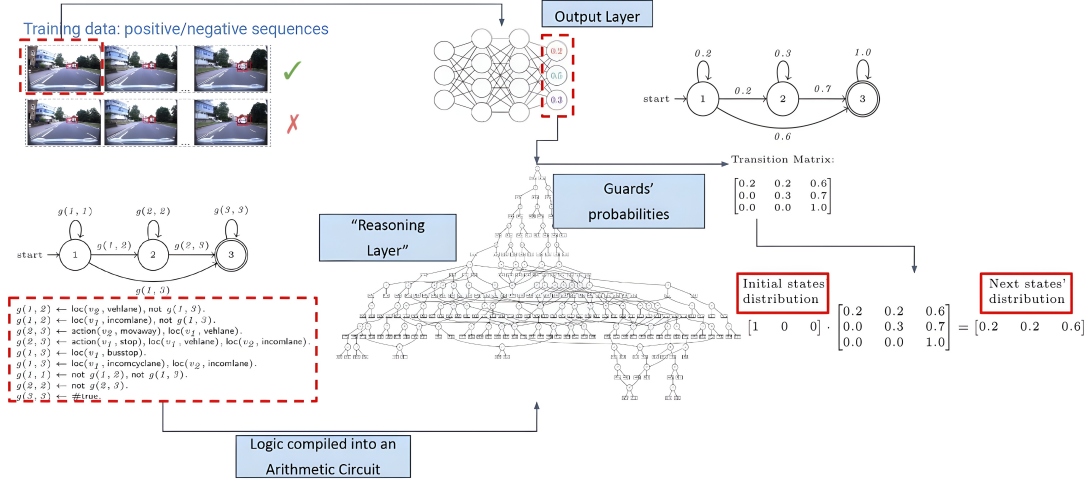 Training data: positive/negative sequences
...
...
Output Layer
0.2
0.5
0.3
0.2
0.3
1.0
start
1
0.2
2
0.7
3
0.6
Guards'
probabilities
Transition Matrix:
0.2 0.2 0.6
0.0 0.3 0.7
0.0 0.0 1.0
"Reasoning
Layer"
g(1,1)
g(2,2)
g(3,3)
start
1
g(1,2)
2
g(2,3)
3
g(1,3)
g(1,2) ← loc(v2, vehlane), not g(1,3).
g(1,2) ← loc(v1, incomlane), not g(1,3).
g(2,3) ← action(v2, movaway), loc(v1, vehlane).
g(2,3) ← action(v1, stop), loc(v1, vehlane), loc(v2, incomlane).
g(1,3) ← loc(v1, busstop).
g(1,3) ← loc(v1, incomcyclane), loc(v2, incomlane).
g(1,1) ← not g(1,2), not g(1,3).
g(2,2) ← not g(2,3).
g(3,3) ← #true.
Initial states
distribution
Next states'
distribution
[1 0 0] · [0.2 0.2 0.6
0.0 0.3 0.7
0.0 0.0 1.0] = [0.2 0.2 0.6]
Logic compiled into an
Arithmetic Circuit